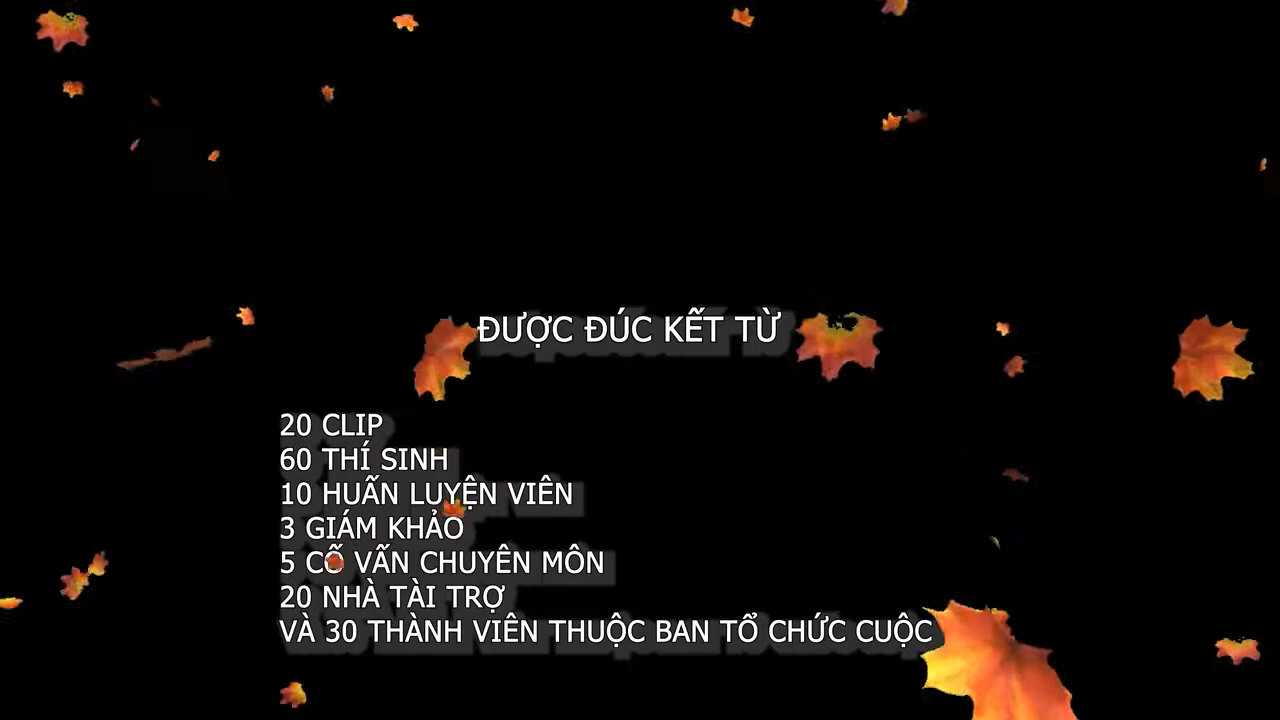 ĐƯỢC ĐÚC KẾT TỪ
20 CLIP
60 THÍ SINH
10 HUẤN LUYỆN VIÊN
3 GIÁM KHẢO
5 CỐ VẤN CHUYÊN MÔN
20 NHÀ TÀI TRỢ
VÀ 30 THÀNH VIÊN THUỘC BAN TỔ CHỨC CUỘC